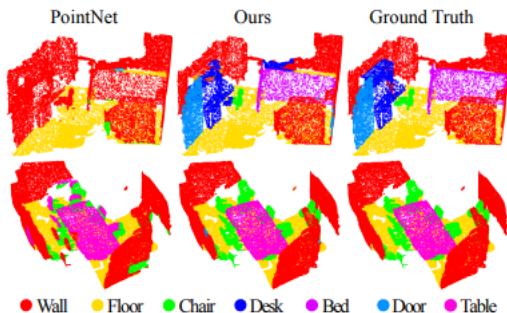 PointNet Ours Ground Truth
Wall Floor Chair Desk Bed Door Table